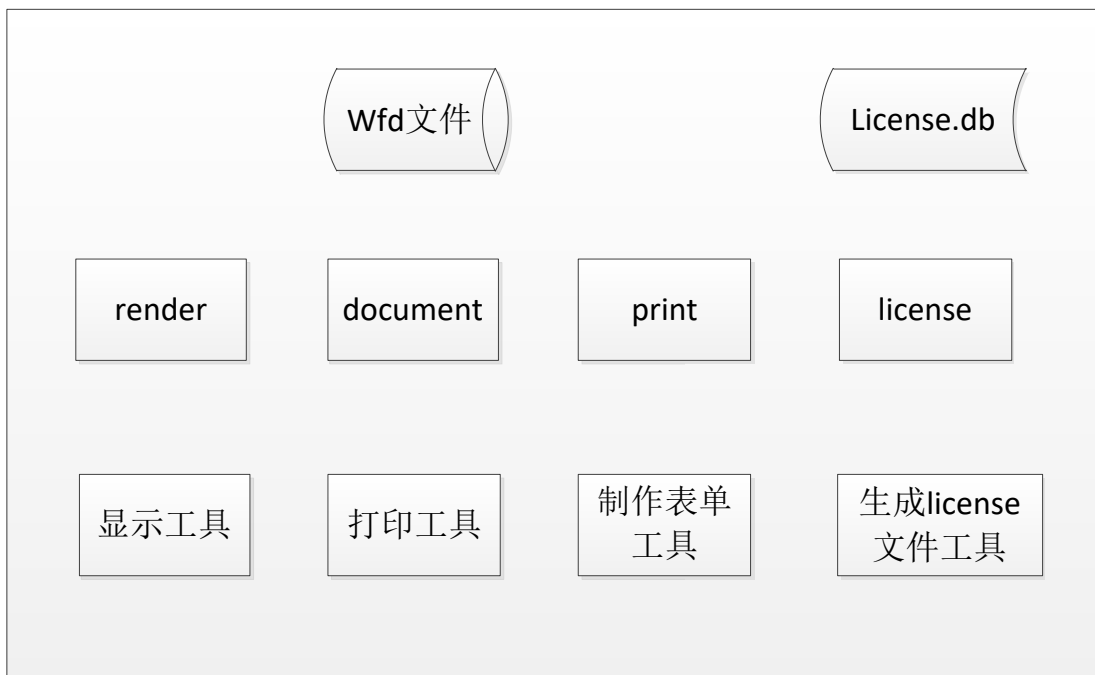 Wfd文件
License.db
render
document
print
license
显示工具
打印工具
制作表单
工具
生成license
文件工具